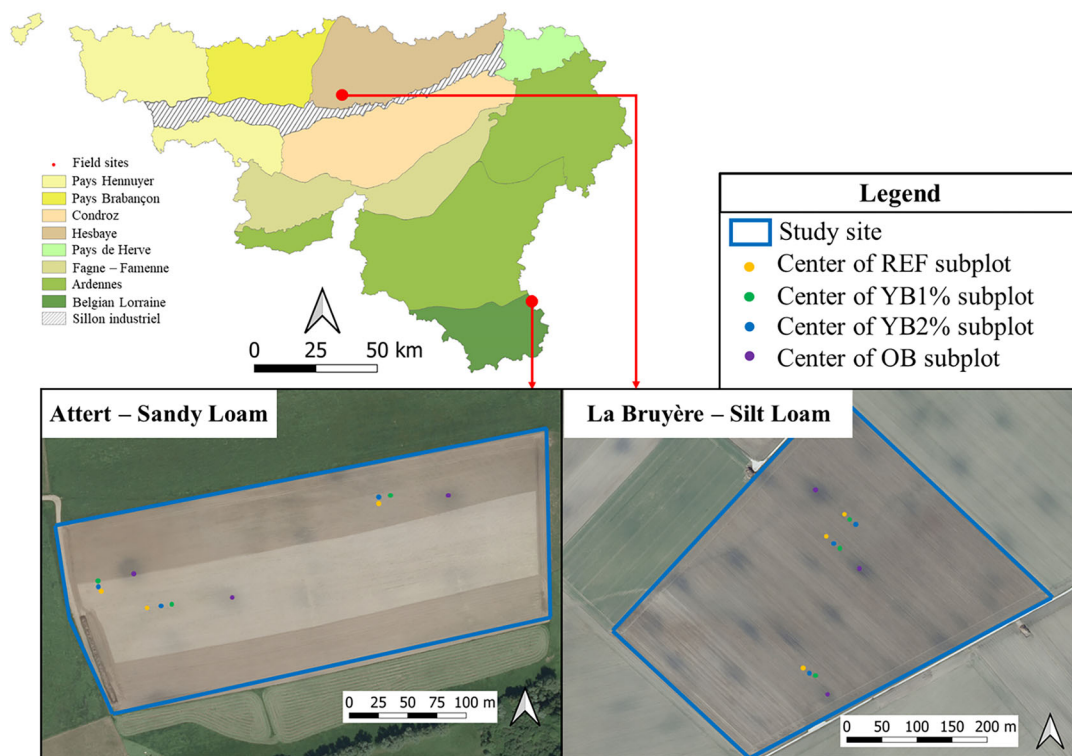 Field sites
Pays Hennuyer
Pays Brabançon
Condroz
Hesbaye
Pays de Herve
Fagne – Famenne
Ardennes
Belgian Lorraine
Sillon industriel
0 25 50 km
Legend
Study site
Center of REF subplot
Center of YB1% subplot
Center of YB2% subplot
Center of OB subplot
Attert – Sandy Loam
0 25 50 75 100 m
La Bruyère – Silt Loam
0 50 100 150 200 m